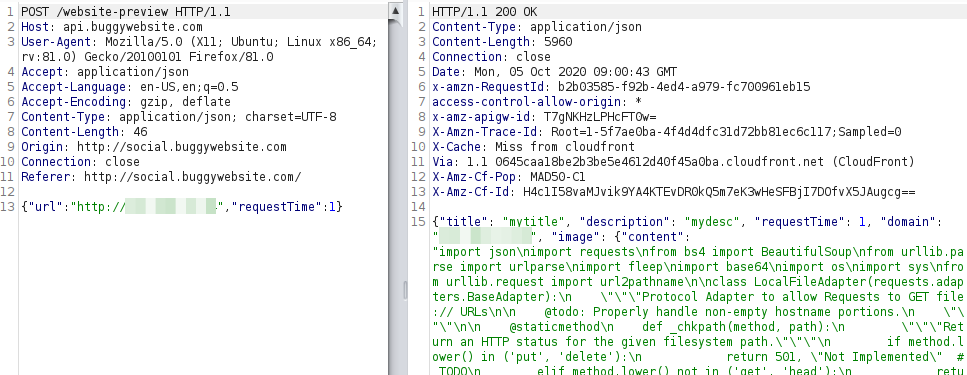 1 POST /website-preview HTTP/1.1
2 Host: api.buggywebsite.com
3 User-Agent: Mozilla/5.0 (X11; Ubuntu; Linux x86_64;
rv:81.0) Gecko/20100101 Firefox/81.0
4 Accept: application/json
5 Accept-Language: en-US,en;q=0.5
6 Accept-Encoding: gzip, deflate
7 Content-Type: application/json; charset=UTF-8
8 Content-Length: 46
9 Origin: http://social.buggywebsite.com
10 Connection: close
11 Referer: http://social.buggywebsite.com/
12
13 {"url":"http://","requestTime":1}
1 HTTP/1.1 200 OK
2 Content-Type: application/json
3 Content-Length: 5960
4 Connection: close
5 Date: Mon, 05 Oct 2020 09:00:43 GMT
6 x-amzn-RequestId: b2b03585-f92b-4ed4-a979-fc700961eb15
7 access-control-allow-origin: *
8 x-amz-apigw-id: T7gNKHzLPHcFT0w=
9 X-Amzn-Trace-Id: Root=1-5f7ae0ba-4f4d4dfc31d72bb81ec6c117;Sampled=0
10 X-Cache: Miss from cloudfront
11 Via: 1.1 0645caa18be2b3be5e4612d40f45a0ba.cloudfront.net (CloudFront)
12 X-Amz-Cf-Pop: MAD50-C1
13 X-Amz-Cf-Id: H4c1I58vaMJvik9YA4KTEvDR0kQ5m7eK3wHeSFBjI7DOfvX5JAugcg==
14
15 {"title": "mytitle", "description": "mydesc", "requestTime": 1, "domain":
"", "image": {"content":
"import json\nimport requests\nfrom bs4 import BeautifulSoup\nfrom urllib.pa
rse import urlparse\nimport fleep\nimport base64\nimport os\nimport sys\nfro
m urllib.request import url2pathname\n\nclass LocalFileAdapter(requests.adap
ters.BaseAdapter):\n    \"\"\"Protocol Adapter to allow Requests to GET file
:// URLs\n\n    @todo: Properly handle non-empty hostname portions.\n    \"\
"\"\n\n    @staticmethod\n    def _chkpath(method, path):\n        \"\"\"Ret
urn an HTTP status for the given filesystem path.\"\"\"\n        if method.l
ower() in ('put', 'delete'):\n            return 501, \"Not Implemented\"  #
TODO\n        elif method.lower() not in ('get', 'head'):\n            retu